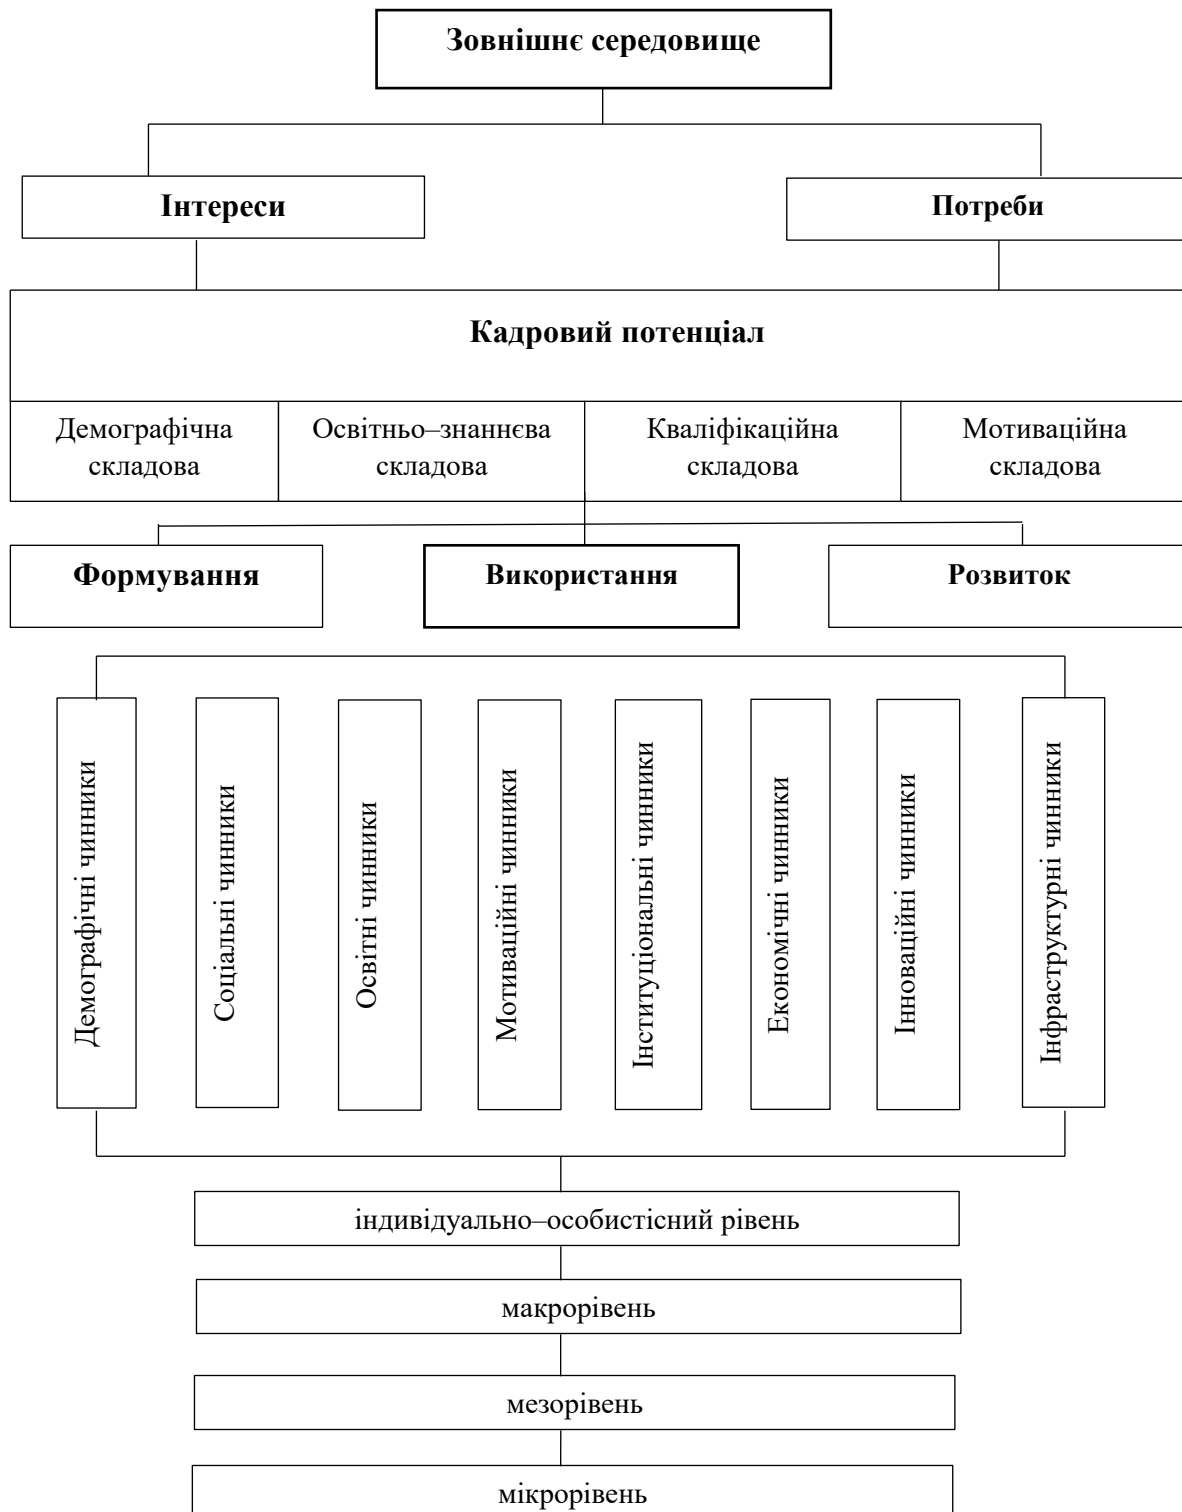 Зовнішнє середовище
Інтереси
Потреби
Кадровий потенціал
Демографічна
складова
Освітньо–знаннєва
складова
Кваліфікаційна
складова
Мотиваційна
складова
Формування
Використання
Розвиток
Демографічні чинники
Соціальні чинники
Освітні чинники
Мотиваційні чинники
Інституціональні чинники
Економічні чинники
Інноваційні чинники
Інфраструктурні чинники
індивідуально–особистісний рівень
макрорівень
мезорівень
мікрорівень